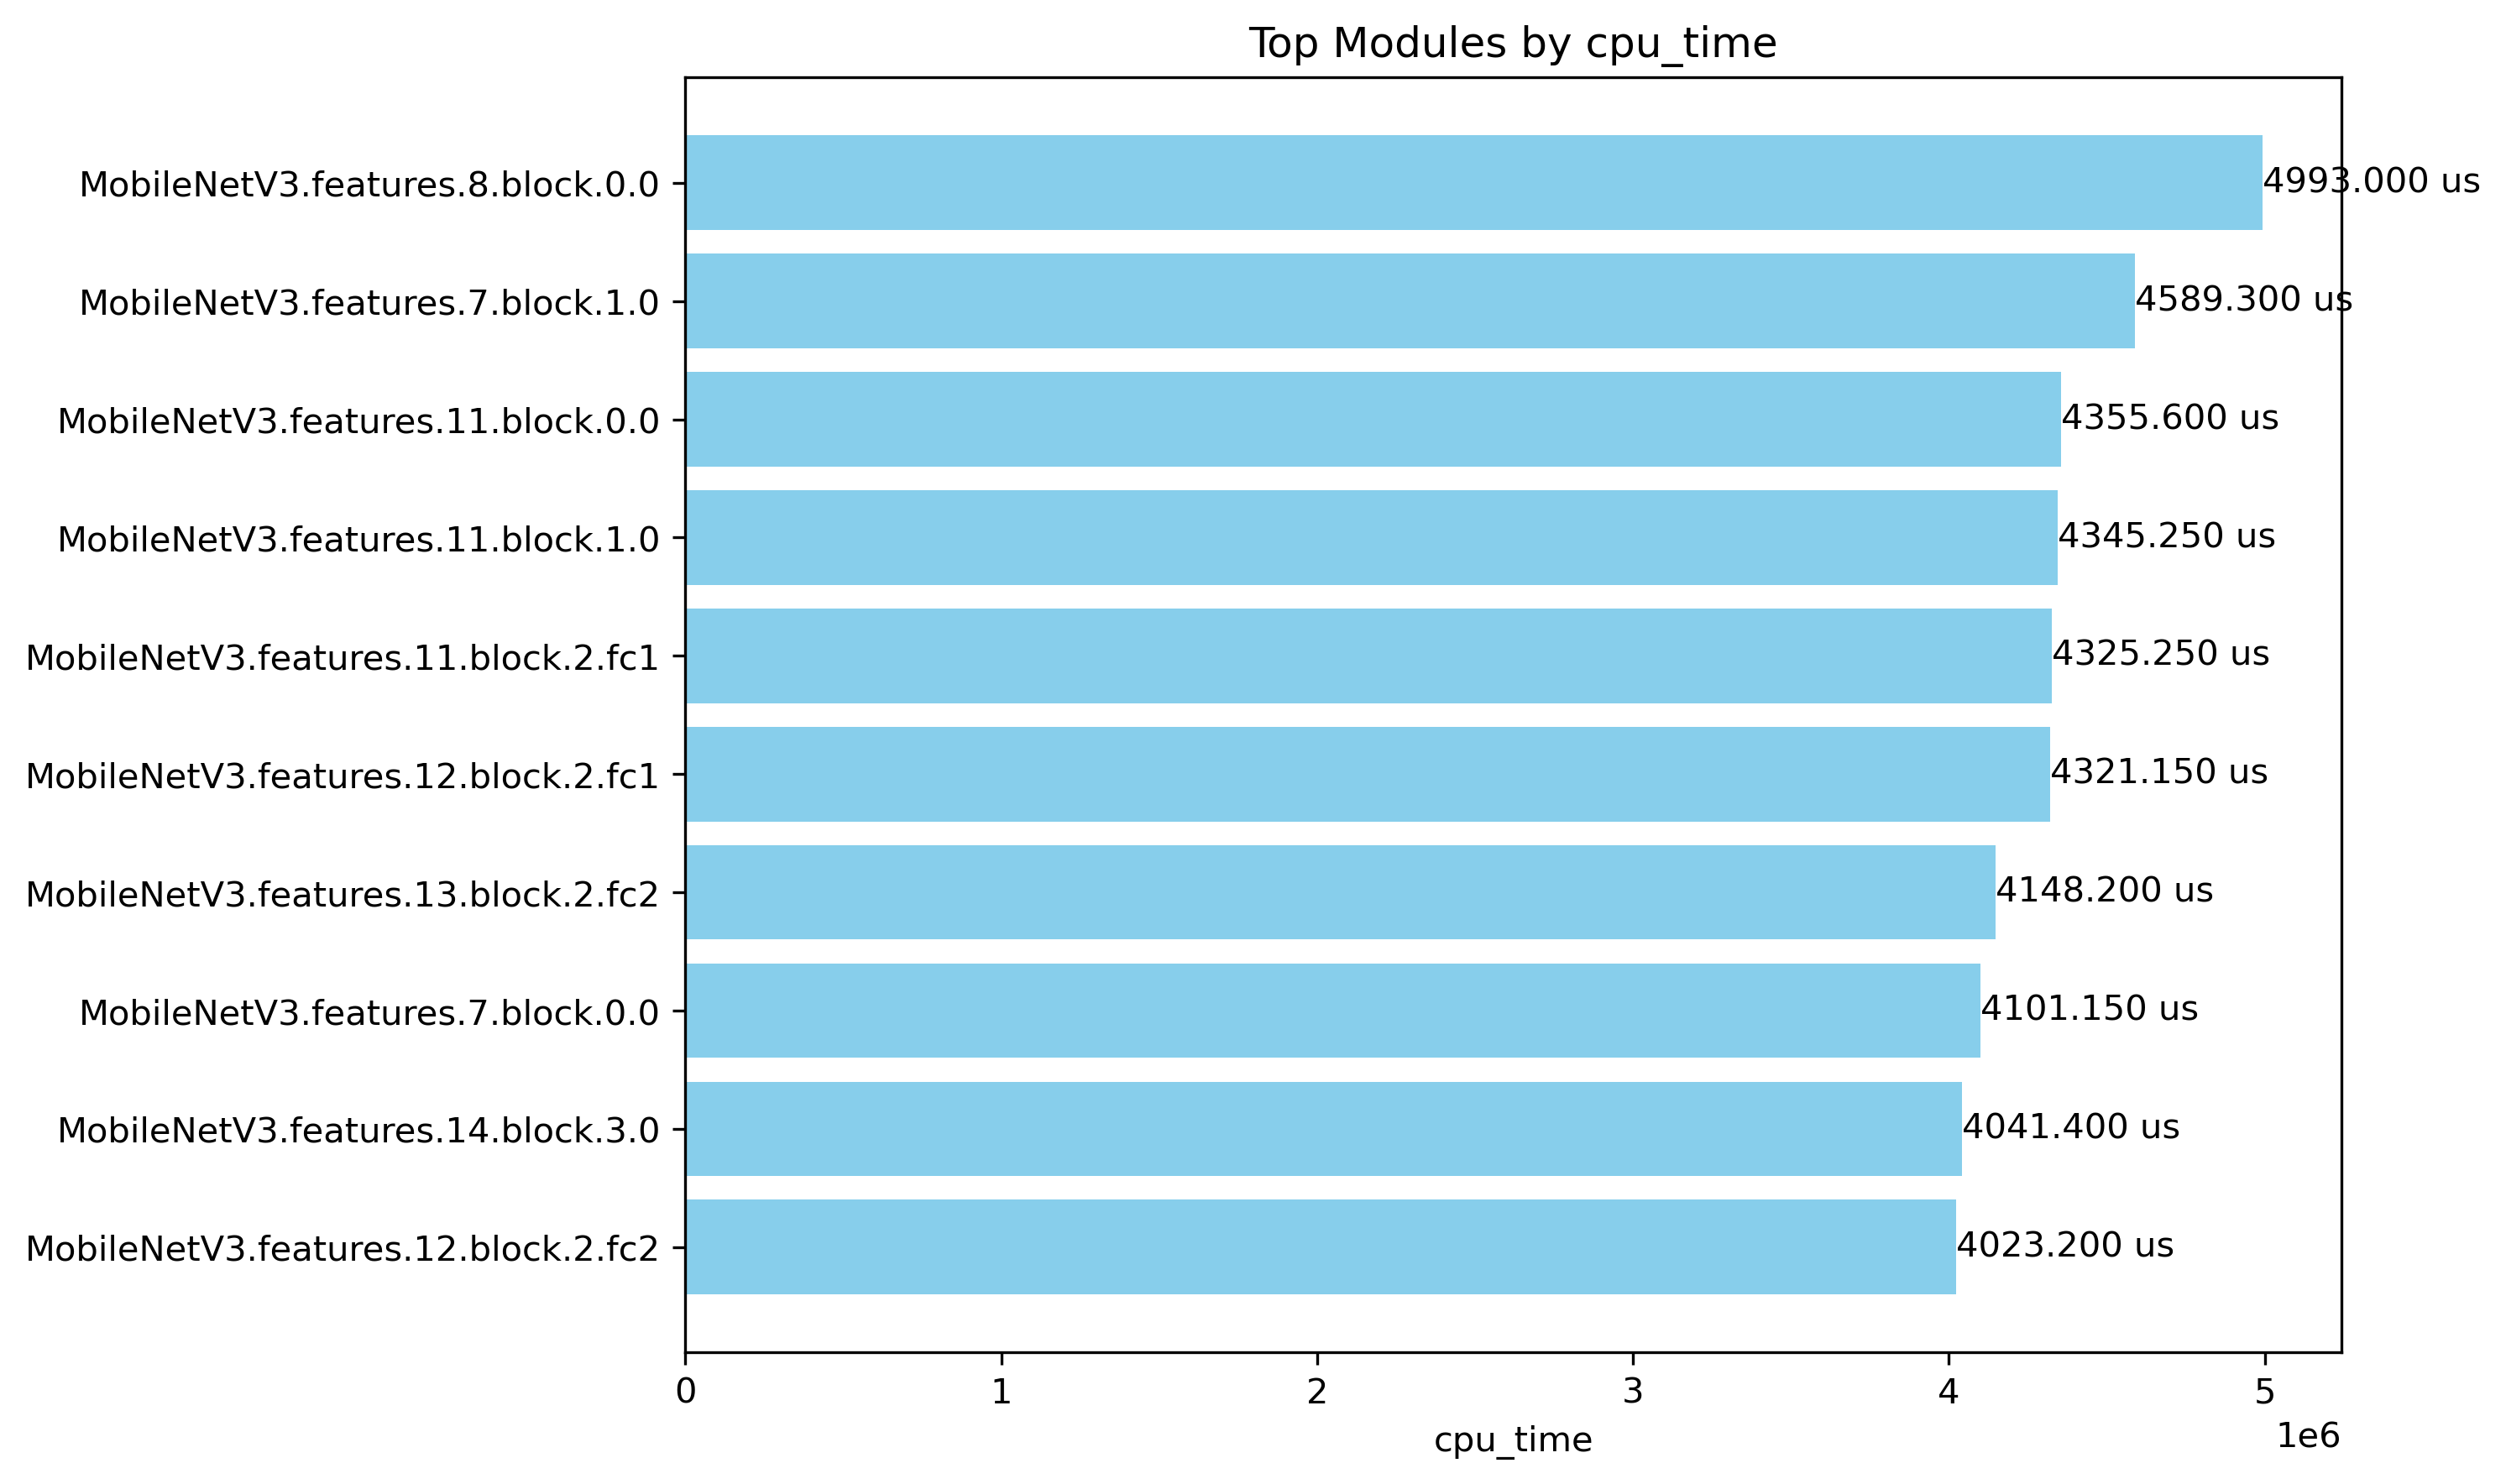 Top Modules by cpu_time
MobileNetV3.features.8.block.0.0 4993.000 us
MobileNetV3.features.7.block.1.0 4589.300 us
MobileNetV3.features.11.block.0.0 4355.600 us
MobileNetV3.features.11.block.1.0 4345.250 us
MobileNetV3.features.11.block.2.fc1 4325.250 us
MobileNetV3.features.12.block.2.fc1 4321.150 us
MobileNetV3.features.13.block.2.fc2 4148.200 us
MobileNetV3.features.7.block.0.0 4101.150 us
MobileNetV3.features.14.block.3.0 4041.400 us
MobileNetV3.features.12.block.2.fc2 4023.200 us
0 1 2 3 4 5
cpu_time 1e6